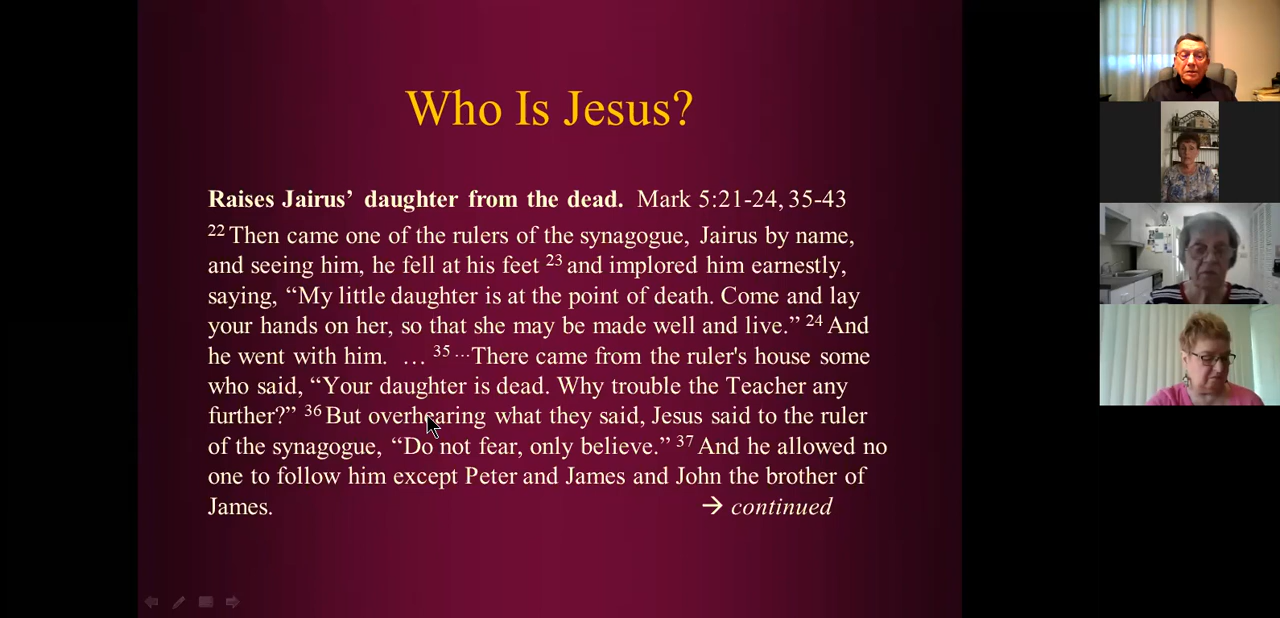 Who Is Jesus?
Raises Jairus’ daughter from the dead. Mark 5:21-24, 35-43
22 Then came one of the rulers of the synagogue, Jairus by name,
and seeing him, he fell at his feet 23 and implored him earnestly,
saying, “My little daughter is at the point of death. Come and lay
your hands on her, so that she may be made well and live.” 24 And
he went with him. … 35 ...There came from the ruler's house some
who said, “Your daughter is dead. Why trouble the Teacher any
further?” 36 But overhearing what they said, Jesus said to the ruler
of the synagogue, “Do not fear, only believe.” 37 And he allowed no
one to follow him except Peter and James and John the brother of
James. → continued